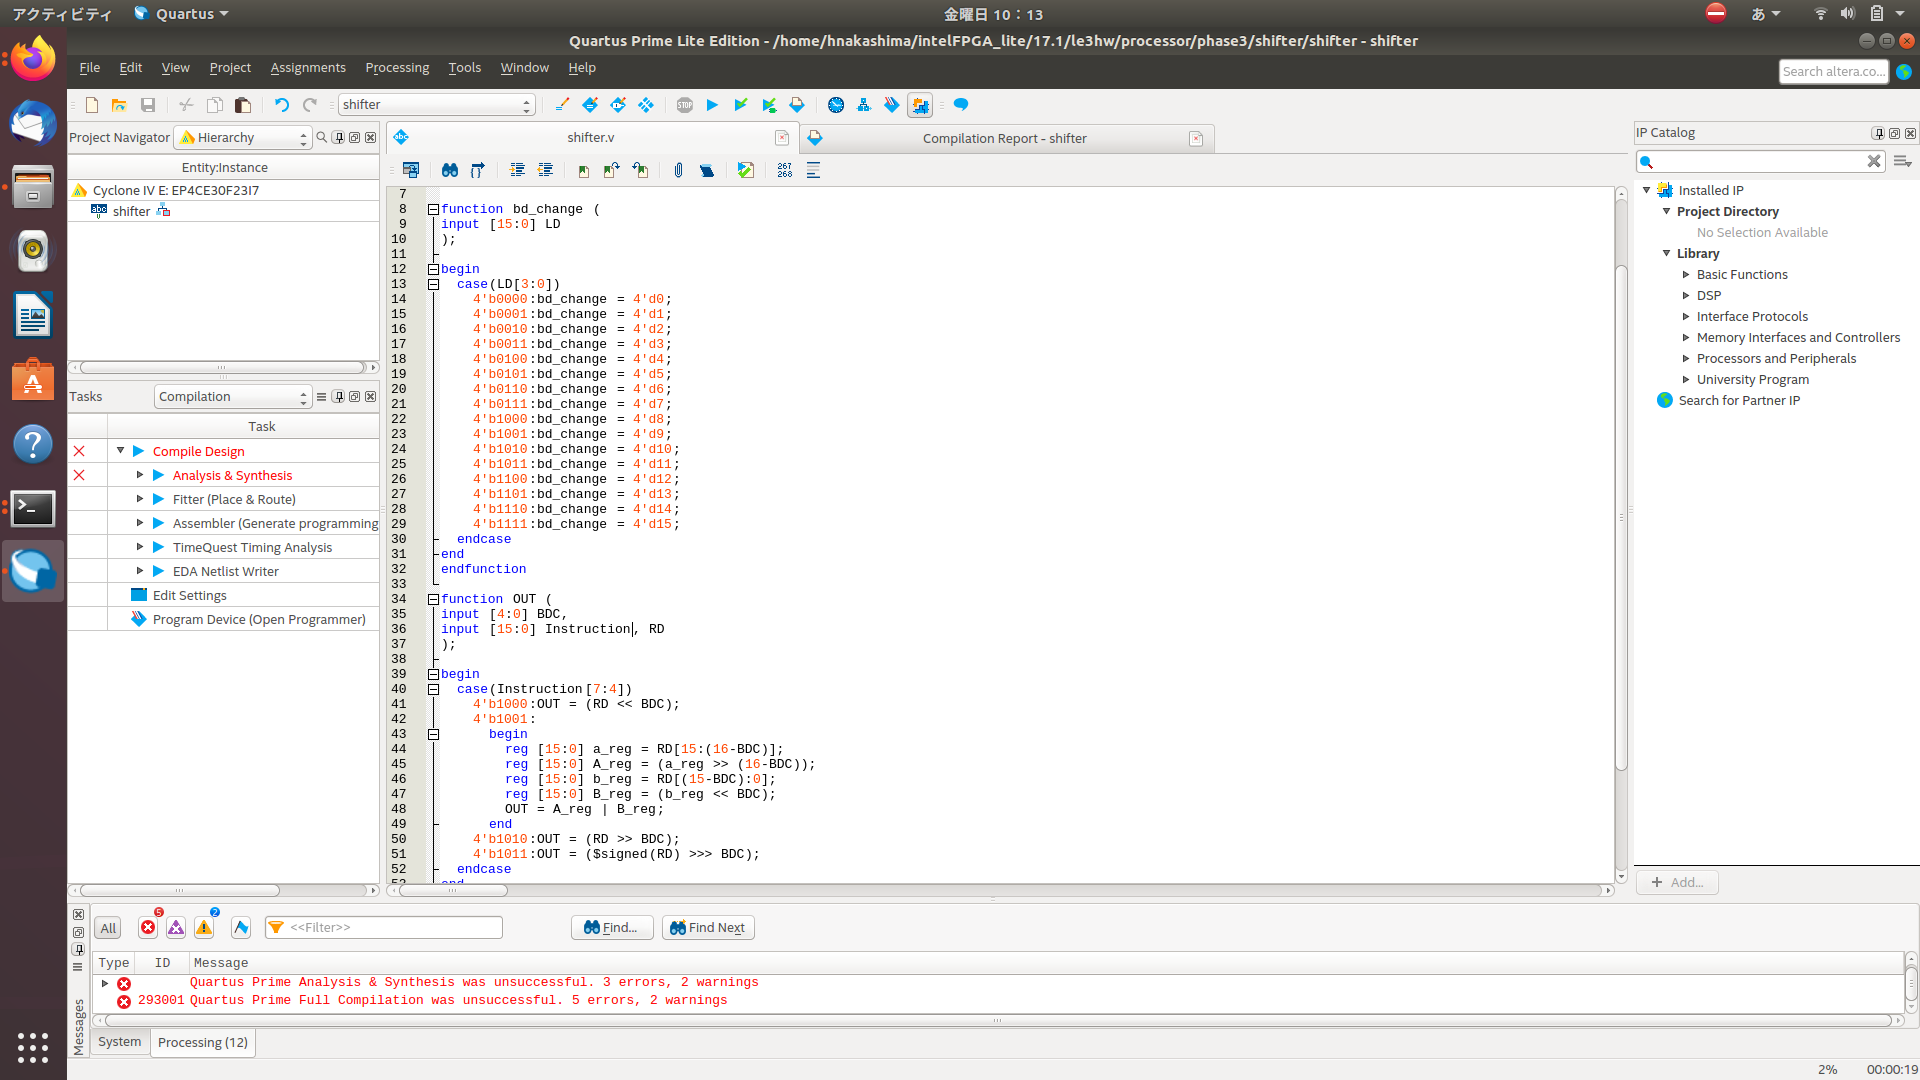 アクティビティ
Quartus
金曜日 10：13
あ
Quartus Prime Lite Edition - /home/hnakashima/intelFPGA_lite/17.1/le3hw/processor/phase3/shifter/shifter - shifter
File Edit View Project Assignments Processing Tools Window Help
Search altera.co...
shifter
Project Navigator Hierarchy
Entity:Instance
Cyclone IV E: EP4CE30F23I7
shifter
Tasks Compilation
Task
Compile Design
Analysis & Synthesis
Fitter (Place & Route)
Assembler (Generate programming
TimeQuest Timing Analysis
EDA Netlist Writer
Edit Settings
Program Device (Open Programmer)
shifter.v
Compilation Report - shifter
267
268
7
8 function bd_change (
9 input [15:0] LD
10 );
11
12 begin
13 case(LD[3:0])
14 4'b0000:bd_change = 4'd0;
15 4'b0001:bd_change = 4'd1;
16 4'b0010:bd_change = 4'd2;
17 4'b0011:bd_change = 4'd3;
18 4'b0100:bd_change = 4'd4;
19 4'b0101:bd_change = 4'd5;
20 4'b0110:bd_change = 4'd6;
21 4'b0111:bd_change = 4'd7;
22 4'b1000:bd_change = 4'd8;
23 4'b1001:bd_change = 4'd9;
24 4'b1010:bd_change = 4'd10;
25 4'b1011:bd_change = 4'd11;
26 4'b1100:bd_change = 4'd12;
27 4'b1101:bd_change = 4'd13;
28 4'b1110:bd_change = 4'd14;
29 4'b1111:bd_change = 4'd15;
30 endcase
31 end
32 endfunction
33
34 function OUT (
35 input [4:0] BDC,
36 input [15:0] Instruction, RD
37 );
38
39 begin
40 case(Instruction[7:4])
41 4'b1000:OUT = (RD << BDC);
42 4'b1001:
43 begin
44 reg [15:0] a_reg = RD[15:(16-BDC)];
45 reg [15:0] A_reg = (a_reg >> (16-BDC));
46 reg [15:0] b_reg = RD[(15-BDC):0];
47 reg [15:0] B_reg = (b_reg << BDC);
48 OUT = A_reg | B_reg;
49 end
50 4'b1010:OUT = (RD >> BDC);
51 4'b1011:OUT = ($signed(RD) >>> BDC);
52 endcase
53 end
IP Catalog
Installed IP
Project Directory
No Selection Available
Library
Basic Functions
DSP
Interface Protocols
Memory Interfaces and Controllers
Processors and Peripherals
University Program
Search for Partner IP
+ Add...
All 5 2 <<Filter>> Find... Find Next
Type ID Message
Quartus Prime Analysis & Synthesis was unsuccessful. 3 errors, 2 warnings
293001 Quartus Prime Full Compilation was unsuccessful. 5 errors, 2 warnings
Messages
System Processing (12)
2% 00:00:19